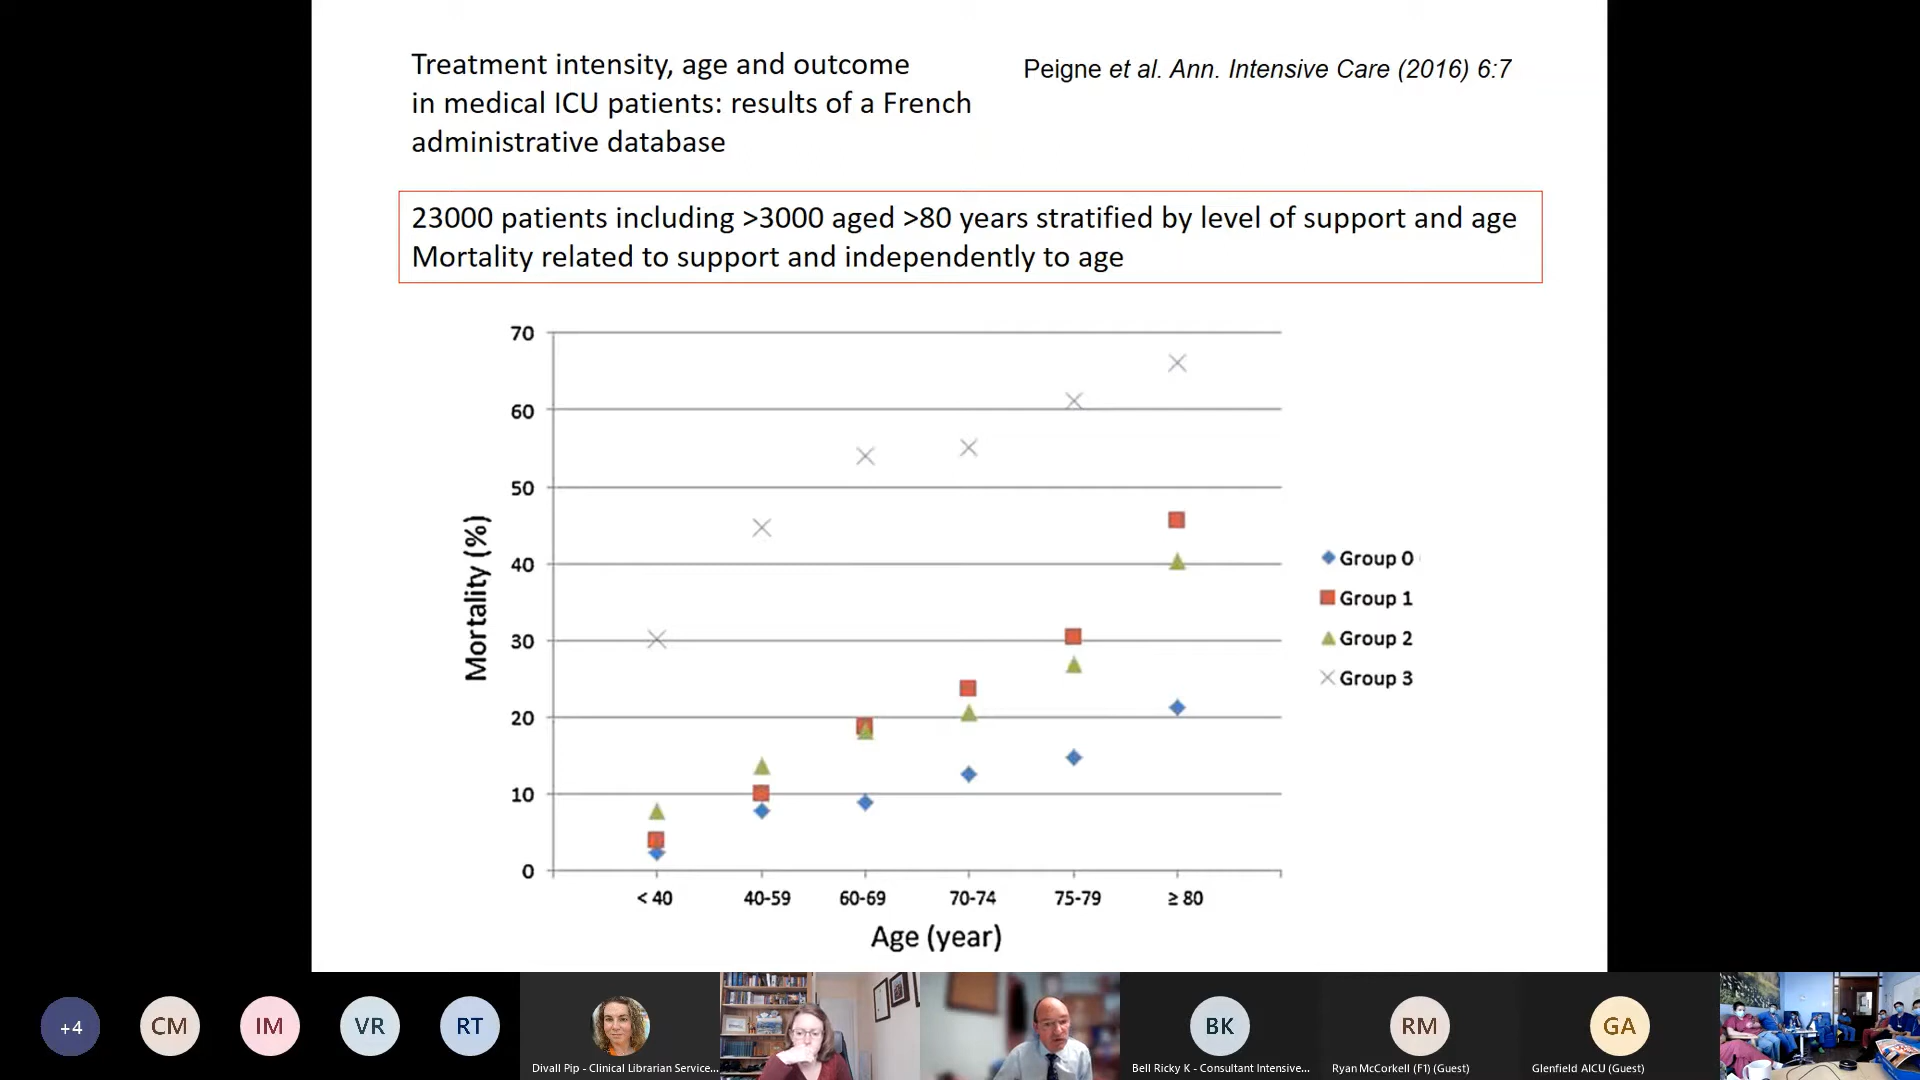 Treatment intensity, age and outcome
in medical ICU patients: results of a French
administrative database
Peigne et al. Ann. Intensive Care (2016) 6:7
23000 patients including >3000 aged >80 years stratified by level of support and age
Mortality related to support and independently to age
70
60
50
40
30
20
10
0
Mortality (%)
< 40
40-59
60-69
70-74
75-79
≥ 80
Age (year)
Group 0
Group 1
Group 2
Group 3
+4
CM
IM
VR
RT
Divall Pip - Clinical Librarian Service...
BK
Bell Ricky K - Consultant Intensive...
RM
Ryan McCorkell (F1) (Guest)
GA
Glenfield AICU (Guest)